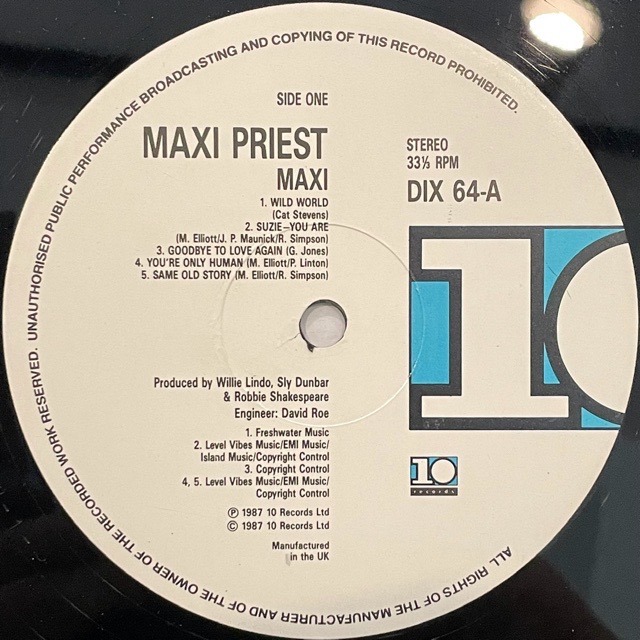 UNAUTHORISED PUBLIC PERFORMANCE BROADCASTING AND COPYING OF THIS RECORD PROHIBITED.
SIDE ONE
MAXI PRIEST
MAXI
1. WILD WORLD
(Cat Stevens)
2. SUZIE–YOU ARE
(M. Elliott/J. P. Maunick/R. Simpson)
3. GOODBYE TO LOVE AGAIN (G. Jones)
4. YOU'RE ONLY HUMAN (M. Elliott/P. Linton)
5. SAME OLD STORY (M. Elliott/R. Simpson)
STEREO
33⅓ RPM
DIX 64-A
10
Produced by Willie Lindo, Sly Dunbar
& Robbie Shakespeare
Engineer: David Roe
1. Freshwater Music
2. Level Vibes Music/EMI Music/
Island Music/Copyright Control
3. Copyright Control
4, 5. Level Vibes Music/EMI Music/
Copyright Control
℗ 1987 10 Records Ltd
© 1987 10 Records Ltd
Manufactured
in the UK
10
records
ALL RIGHTS OF THE MANUFACTURER AND OF THE OWNER OF THE RECORDED WORK RESERVED.